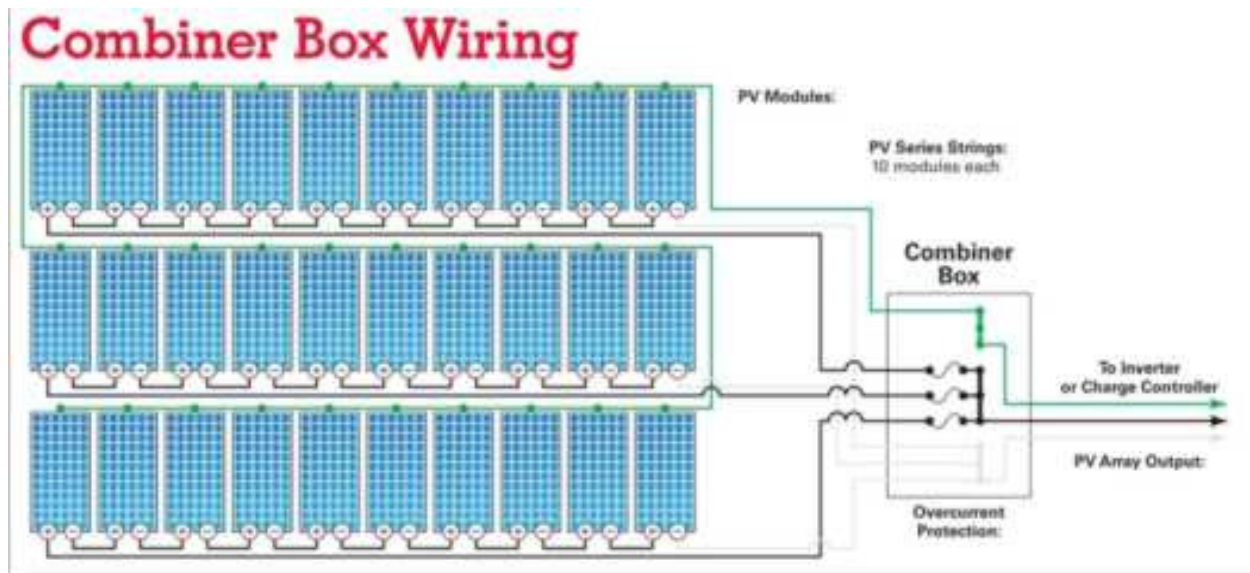 Combiner Box Wiring
PV Modules:
PV Series Strings:
10 modules each
Combiner
Box
To Inverter
or Charge Controller
PV Array Output:
Overcurrent
Protection: